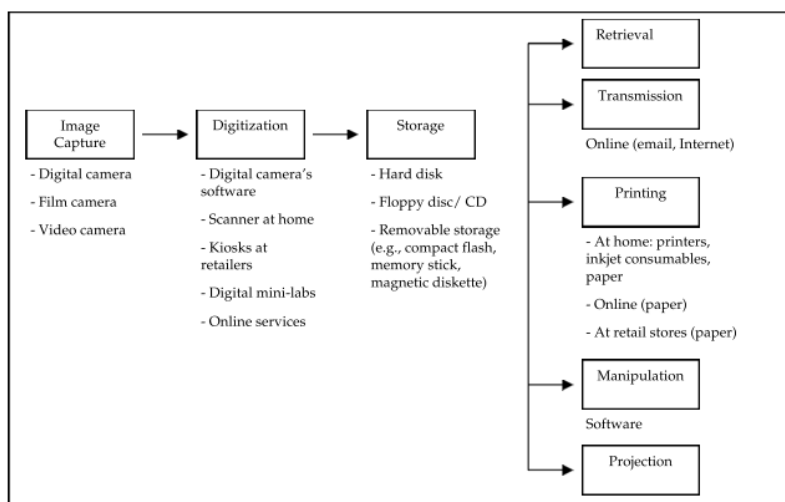 Image
Capture
- Digital camera
- Film camera
- Video camera
Digitization
- Digital camera's
software
- Scanner at home
- Kiosks at
retailers
- Digital mini-labs
- Online services
Storage
- Hard disk
- Floppy disc/ CD
- Removable storage
(e.g., compact flash,
memory stick,
magnetic diskette)
Retrieval
Transmission
Online (email, Internet)
Printing
- At home: printers,
inkjet consumables,
paper
- Online (paper)
- At retail stores (paper)
Manipulation
Software
Projection